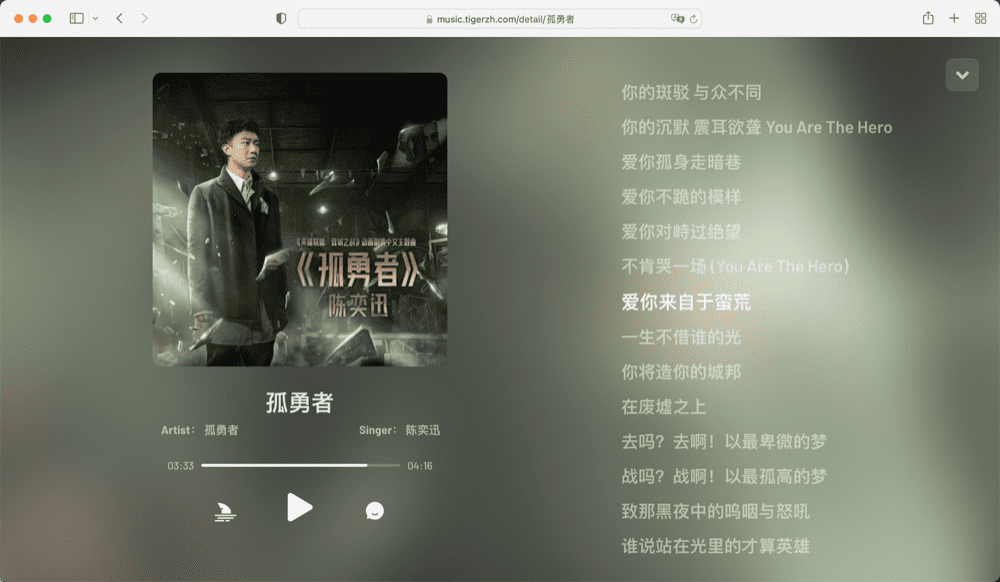 music.tigerzh.com/detail/孤勇者
《英雄联盟：双城之战》动画剧集中文主题曲
《孤勇者》
陈奕迅
孤勇者
Artist： 孤勇者
Singer： 陈奕迅
03:33
04:16
你的斑驳 与众不同
你的沉默 震耳欲聋 You Are The Hero
爱你孤身走暗巷
爱你不跪的模样
爱你对峙过绝望
不肯哭一场 (You Are The Hero)
爱你来自于蛮荒
一生不借谁的光
你将造你的城邦
在废墟之上
去吗？去啊！以最卑微的梦
战吗？战啊！以最孤高的梦
致那黑夜中的呜咽与怒吼
谁说站在光里的才算英雄